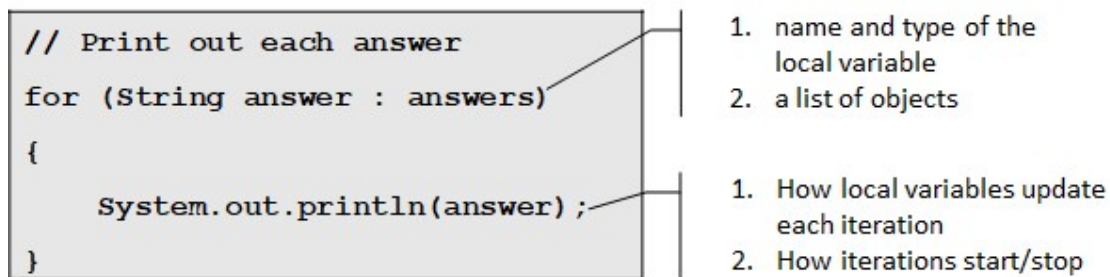 // Print out each answer
for (String answer : answers)
{
System.out.println(answer);
}
1. name and type of the
local variable
2. a list of objects
1. How local variables update
each iteration
2. How iterations start/stop